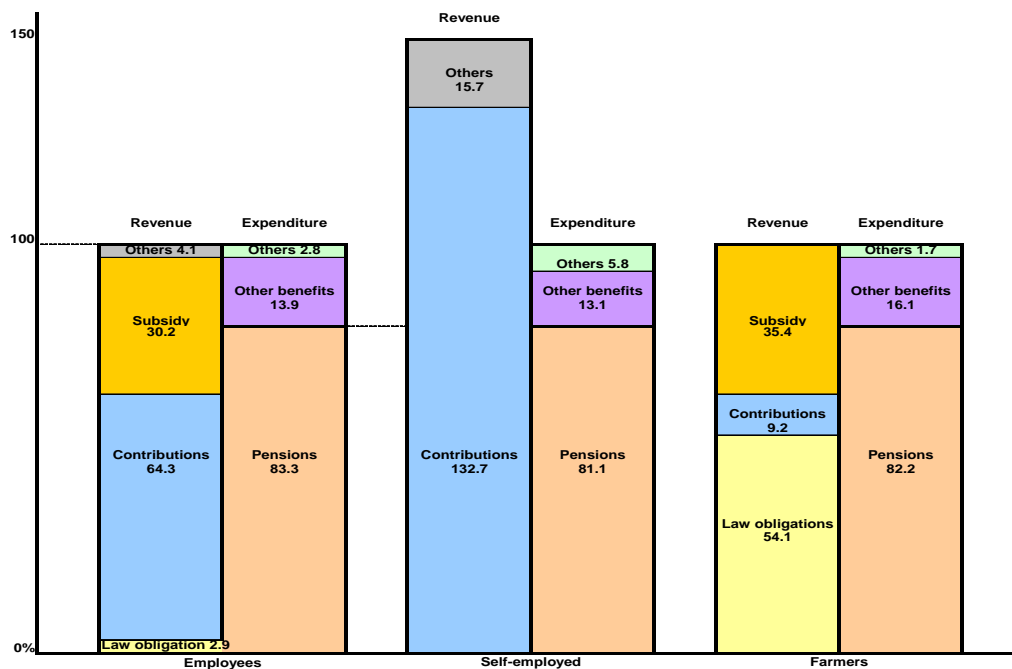 Revenue
150
Others
15.7
Revenue
Expenditure
Expenditure
Revenue
Expenditure
100
Others 4.1
Others 2.8
Others 5.8
Others 1.7
Other benefits
13.9
Other benefits
13.1
Other benefits
16.1
Subsidy
30.2
Subsidy
35.4
Contributions
9.2
Contributions
64.3
Pensions
83.3
Contributions
132.7
Pensions
81.1
Pensions
82.2
Law obligations
54.1
0%
Law obligation 2.9
Employees
Self-employed
Farmers